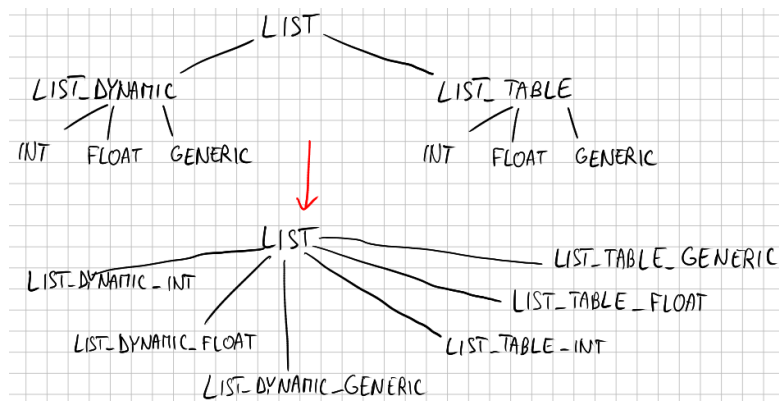 LIST
LIST_DYNAMIC LIST_TABLE
INT FLOAT GENERIC INT FLOAT GENERIC
LIST
LIST_TABLE_GENERIC
LIST_DYNAMIC_INT
LIST_TABLE_FLOAT
LIST_DYNAMIC_FLOAT
LIST_TABLE_INT
LIST_DYNAMIC_GENERIC